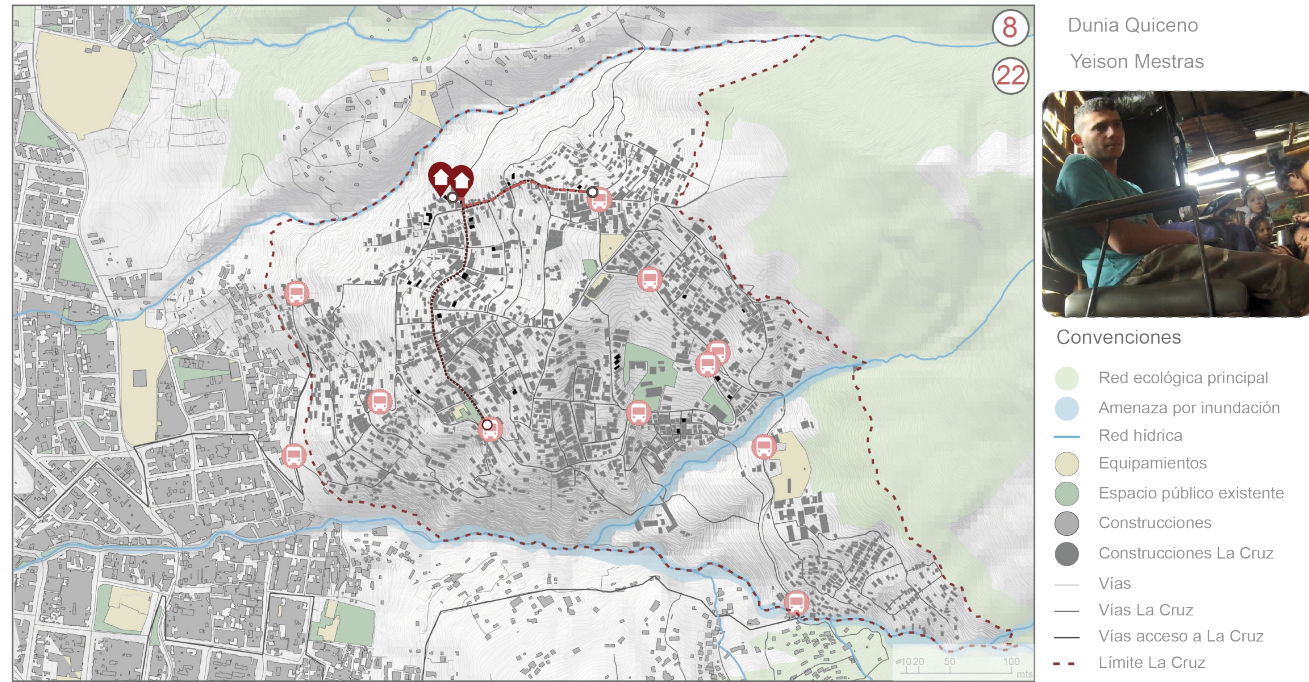 8
22
Dunia Quiceno
Yeison Mestras
Convenciones
Red ecológica principal
Amenaza por inundación
Red hídrica
Equipamientos
Espacio público existente
Construcciones
Construcciones La Cruz
Vías
Vías La Cruz
Vías acceso a La Cruz
Límite La Cruz
10 20 50 100
mts